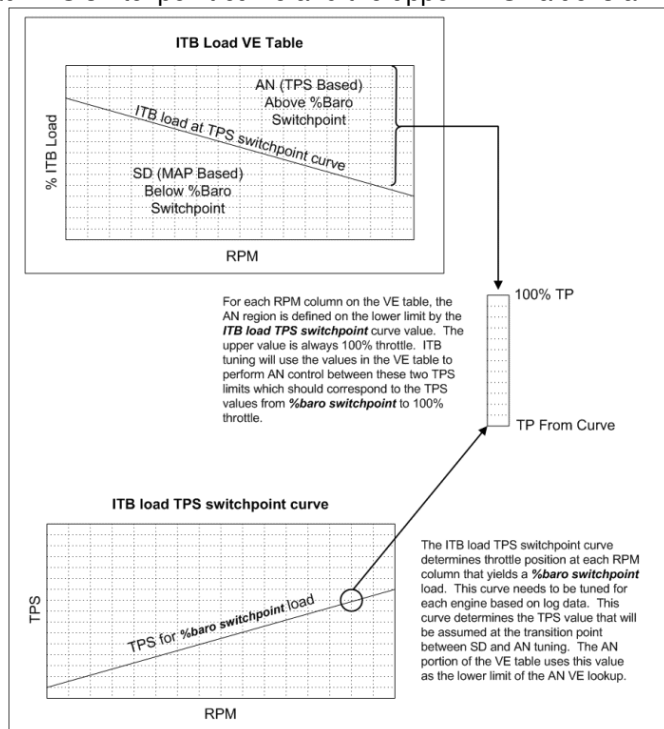 ITB Load VE Table
AN (TPS Based)
Above %Baro
Switchpoint
ITB load at TPS switchpoint curve
SD (MAP Based)
Below %Baro
Switchpoint
% ITB Load
RPM
100% TP
For each RPM column on the VE table, the
AN region is defined on the lower limit by the
ITB load TPS switchpoint curve value. The
upper value is always 100% throttle. ITB
tuning will use the values in the VE table to
perform AN control between these two TPS
limits which should correspond to the TPS
values from %baro switchpoint to 100%
throttle.
TP From Curve
ITB load TPS switchpoint curve
TPS
TPS for %baro switchpoint load
RPM
The ITB load TPS switchpoint curve
determines throttle position at each RPM
column that yields a %baro switchpoint
load. This curve needs to be tuned for
each engine based on log data. This
curve determines the TPS value that will
be assumed at the transition point
between SD and AN tuning. The AN
portion of the VE table uses this value
as the lower limit of the AN VE lookup.